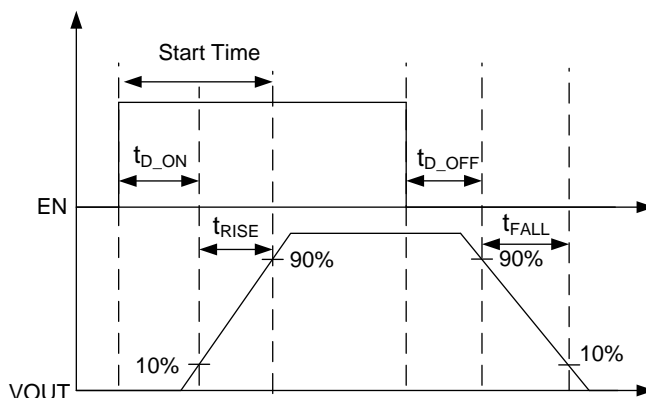 Start Time
tD_ON
tD_OFF
EN
tRISE
tFALL
90%
90%
10%
10%
VOUT